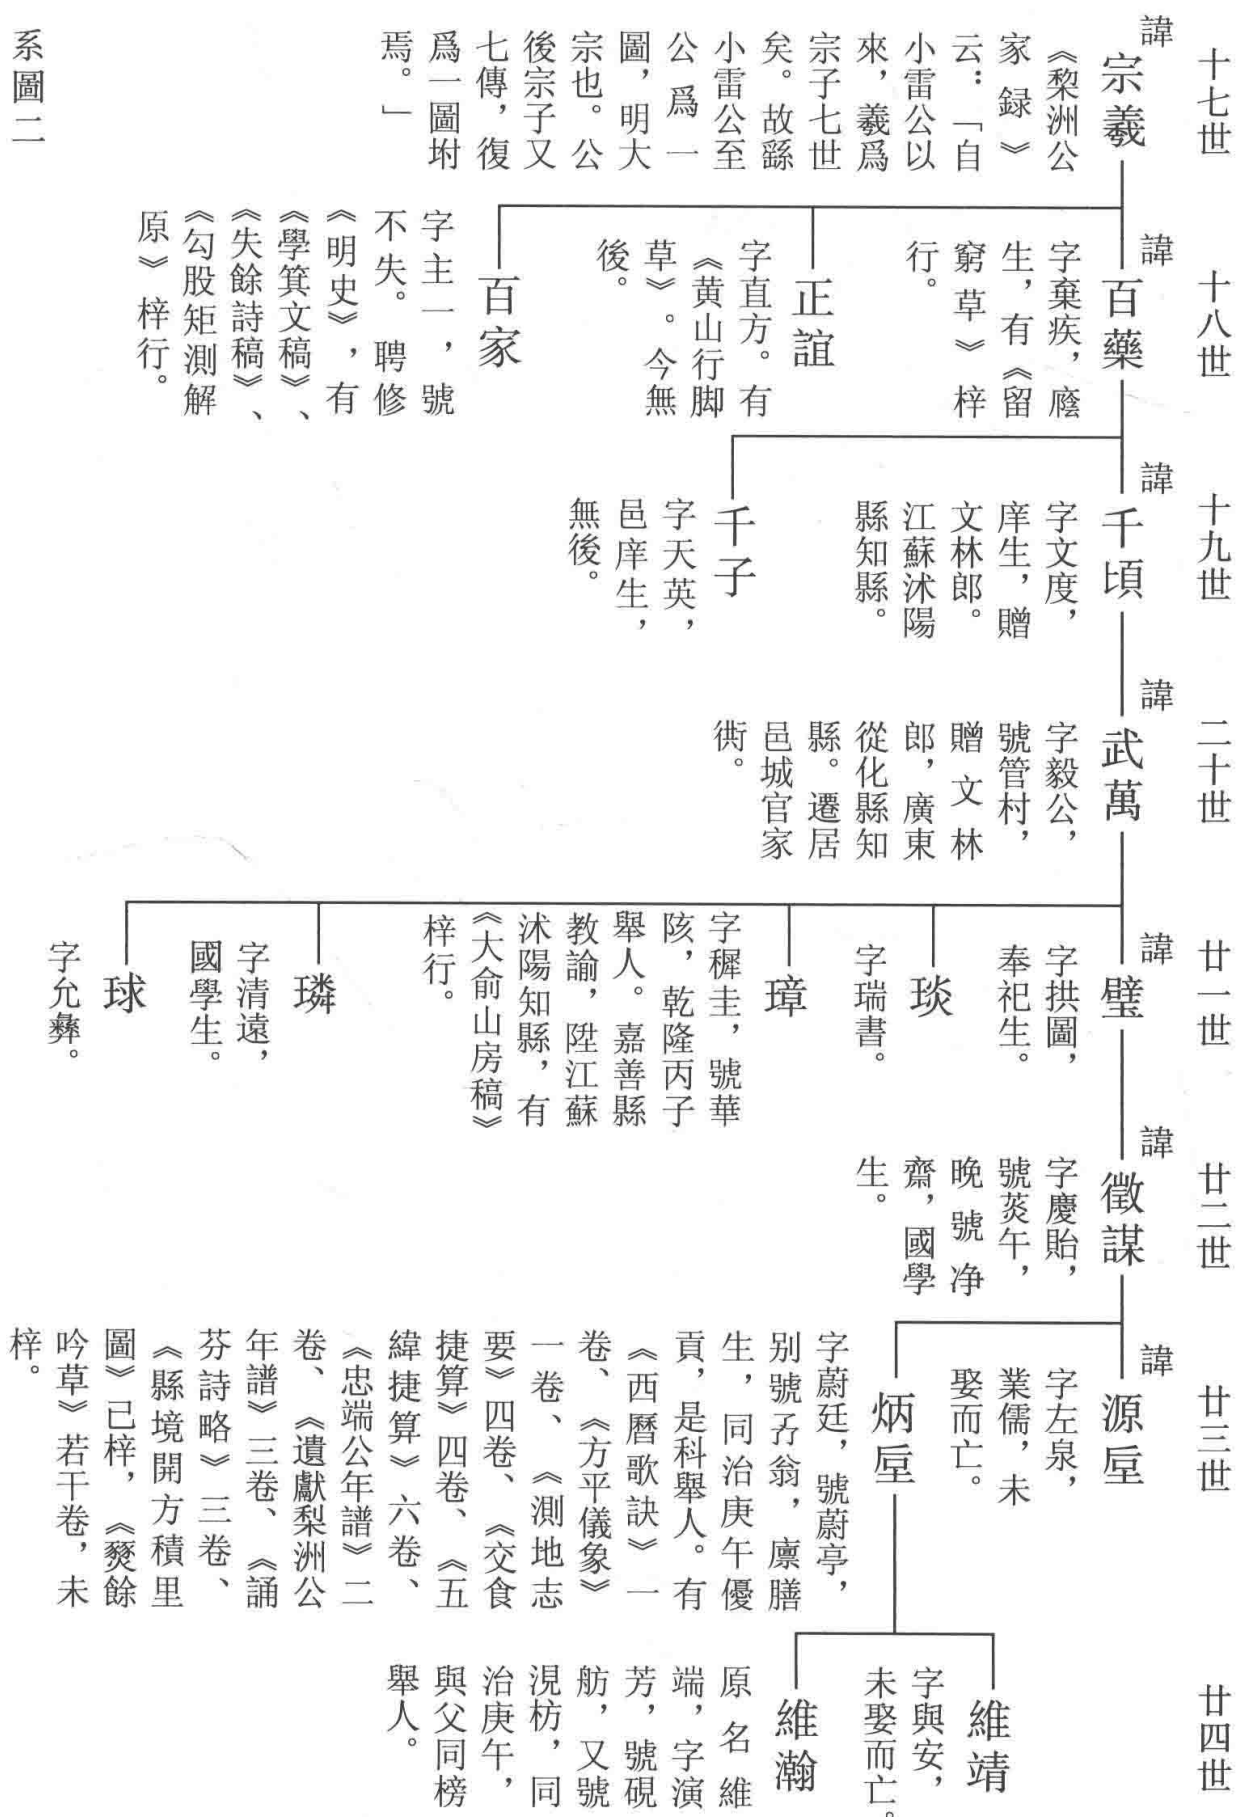 十七世
諱
宗羲
《棃洲公
家録》
云：「自
小雷公以
來，羲爲
宗子七世
矣。故繇
小雷公至
公爲一
圖，明大
宗也。公
後宗子又
七傳，復
爲一圖坿
焉。」
十八世
諱
百藥
字棄疾，廕
生，有《留
窮草》梓
行。
正誼
字直方。有
《黄山行脚
草》。今無
後。
百家
字主一，號
不失。聘修
《明史》，有
《學箕文稿》、
《失餘詩稿》、
《勾股矩測解
原》梓行。
十九世
諱
千頃
字文度，
庠生，贈
文林郎。
江蘇沭陽
縣知縣。
千子
字天英，
邑庠生，
無後。
二十世
諱
武萬
字毅公，
號管村，
贈文林
郎，廣東
從化縣知
縣。遷居
邑城官家
衖。
廿一世
諱
璧
字拱圖，
奉祀生。
琰
字瑞書。
璋
字穉圭，號華
陔，乾隆丙子
舉人。嘉善縣
教諭，陞江蘇
沭陽知縣，有
《大俞山房稿》
梓行。
璘
字清遠，
國學生。
球
字允彝。
廿二世
諱
徵謀
字慶貽，
號莢午，
晚號净
齋，國學
生。
廿三世
諱
源垕
字左泉，
業儒，未
娶而亡。
炳垕
字蔚廷，號蔚亭，
别號孖翁，廪膳
生，同治庚午優
貢，是科舉人。有
《西曆歌訣》一
卷、《方平儀象》
一卷、《測地志
要》四卷、《交食
捷算》四卷、《五
緯捷算》六卷、
《忠端公年譜》二
卷、《遺獻梨洲公
年譜》三卷、《誦
芬詩略》三卷、
《縣境開方積里
圖》已梓，《爨餘
吟草》若干卷，未
梓。
廿四世
維靖
字與安，
未娶而亡。
維瀚
原名維
端，字演
芳，號硯
舫，又號
涀枋，同
治庚午，
與父同榜
舉人。
系圖二